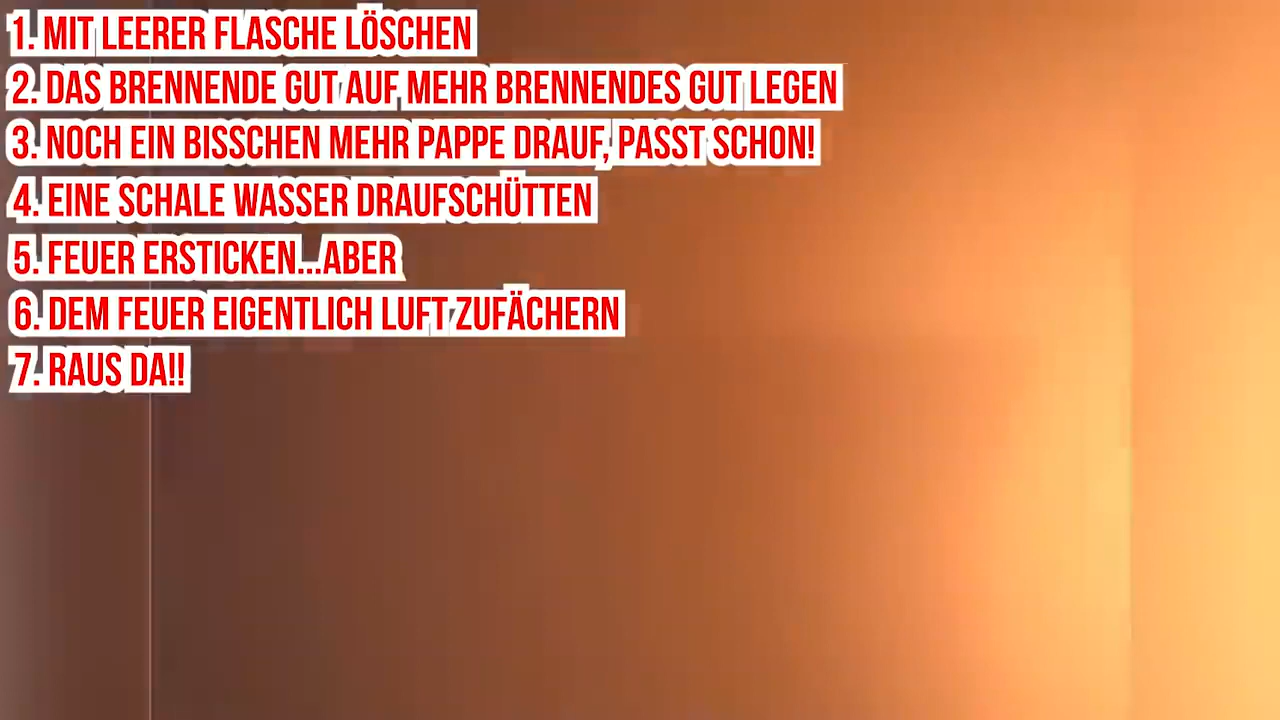 1. MIT LEERER FLASCHE LÖSCHEN
2. DAS BRENNENDE GUT AUF MEHR BRENNENDES GUT LEGEN
3. NOCH EIN BISSCHEN MEHR PAPPE DRAUF, PASST SCHON!
4. EINE SCHALE WASSER DRAUFSCHÜTTEN
5. FEUER ERSTICKEN...ABER
6. DEM FEUER EIGENTLICH LUFT ZUFÄCHERN
7. RAUS DA!!